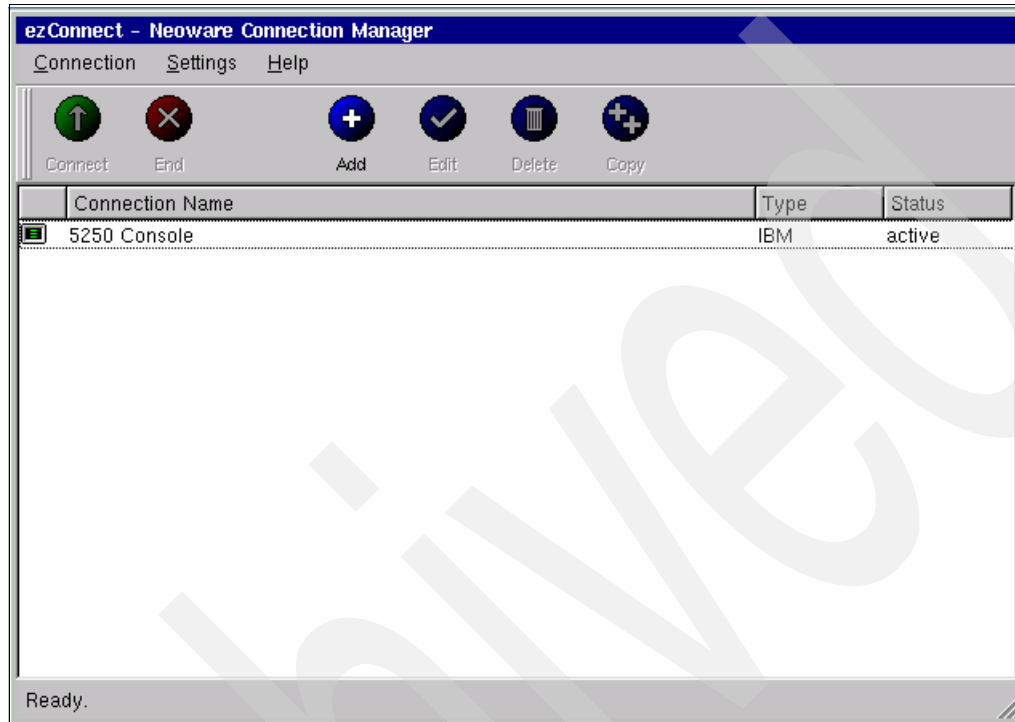 ezConnect - Neoware Connection Manager
Connection Settings Help
Connect End Add Edit Delete Copy
Connection Name Type Status
5250 Console IBM active
Ready.